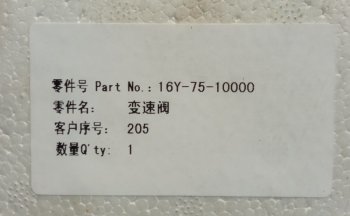 零件号 Part No.: 16Y-75-10000
零件名: 变速阀
客户序号: 205
数量Q'ty: 1